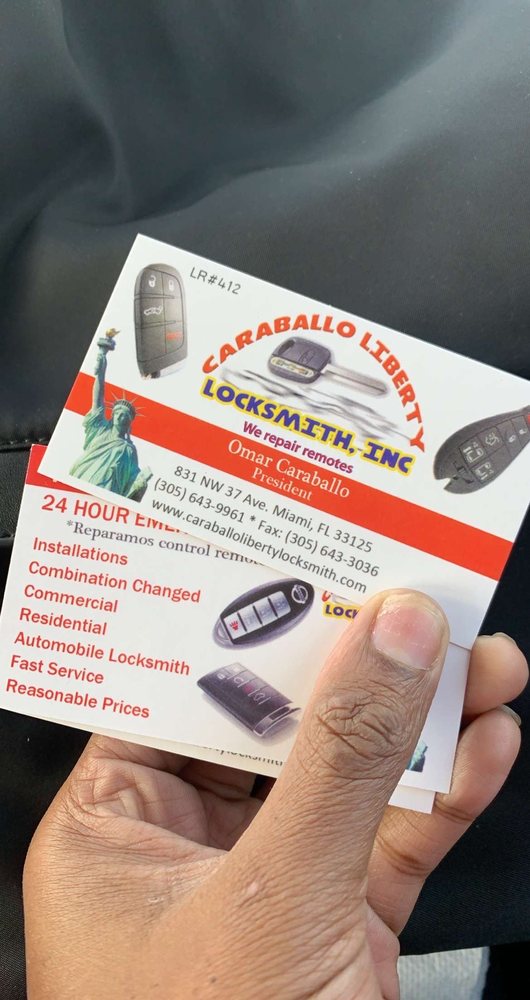 LR#412
CARABALLO LIBERTY
LOCKSMITH, INC
We repair remotes
Omar Caraballo
President
831 NW 37 Ave. Miami, FL 33125
(305) 643-9961 * Fax: (305) 643-3036
www.caraballolibertylocksmith.com
24 HOUR
*Reparamos control
Installations
Combination Changed
Commercial
Residential
Automobile Locksmith
Fast Service
Reasonable Prices